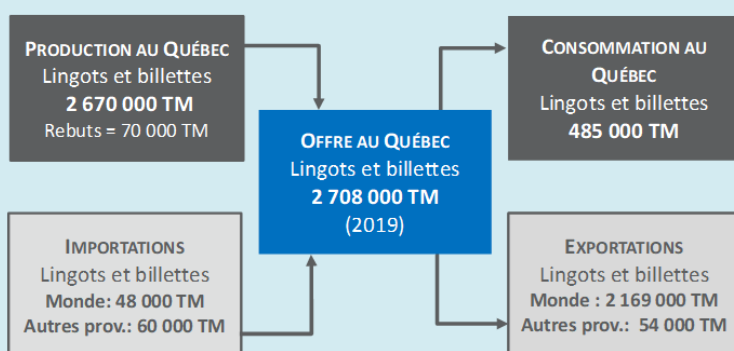 PRODUCTION AU QUÉBEC
Lingots et billettes
2 670 000 TM
Rebuts = 70 000 TM
IMPORTATIONS
Lingots et billettes
Monde: 48 000 TM
Autres prov.: 60 000 TM
OFFRE AU QUÉBEC
Lingots et billettes
2 708 000 TM
(2019)
CONSOMMATION AU
QUÉBEC
Lingots et billettes
485 000 TM
EXPORTATIONS
Lingots et billettes
Monde : 2 169 000 TM
Autres prov.: 54 000 TM